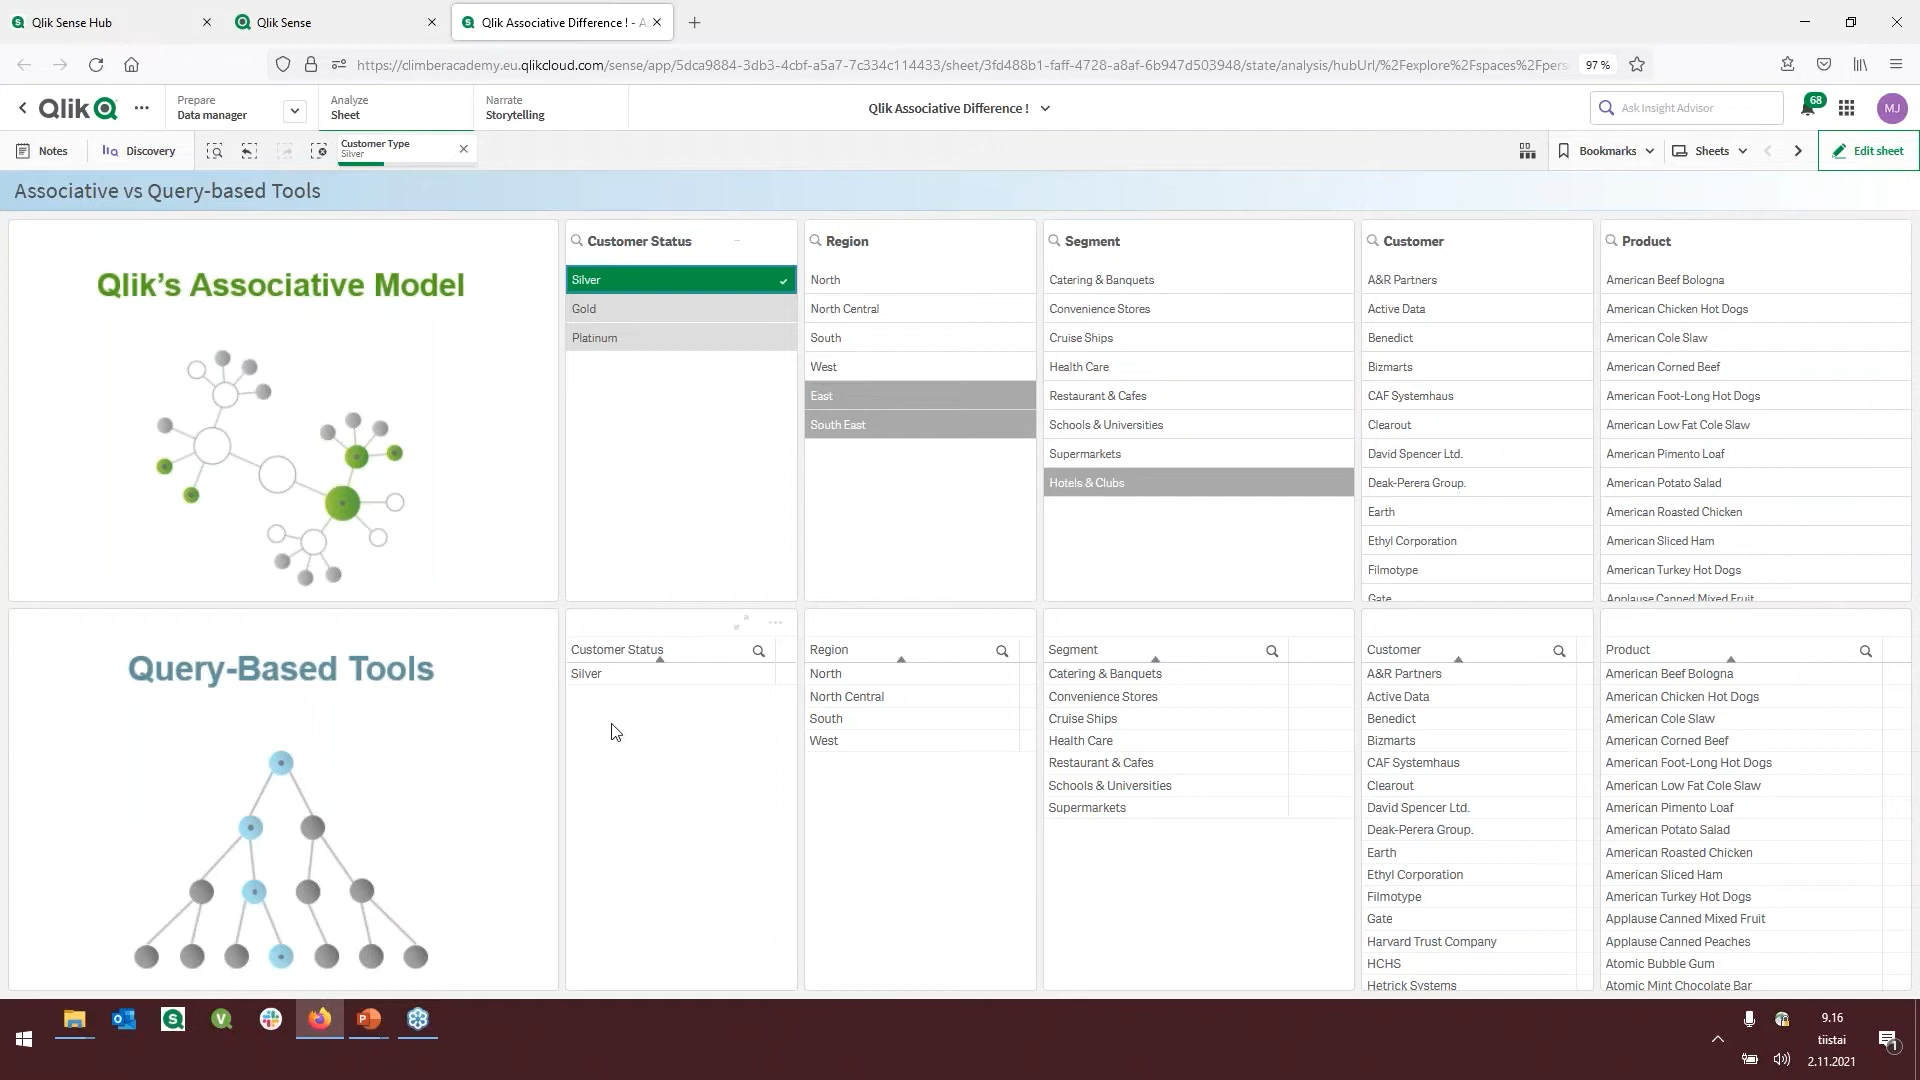 Qlik Sense Hub
Qlik Sense
Qlik Associative Difference ! - A
https://climberacademy.eu.qlikcloud.com/sense/app/5dca9884-3db3-4cbf-a5a7-7c334c114433/sheet/3fd488b1-faff-4728-a8af-6b947d503948/state/analysis/hubUrl/%2Fexplore%2Fspaces%2Fpers
97 %
Qlik
Prepare
Data manager
Analyze
Sheet
Narrate
Storytelling
Qlik Associative Difference !
Ask Insight Advisor
68
MJ
Notes
Discovery
Customer Type
Silver
Bookmarks
Sheets
Edit sheet
Associative vs Query-based Tools
Qlik's Associative Model
Customer Status
Silver
Gold
Platinum
Region
North
North Central
South
West
East
South East
Segment
Catering & Banquets
Convenience Stores
Cruise Ships
Health Care
Restaurant & Cafes
Schools & Universities
Supermarkets
Hotels & Clubs
Customer
A&R Partners
Active Data
Benedict
Bizmarts
CAF Systemhaus
Clearout
David Spencer Ltd.
Deak-Perera Group.
Earth
Ethyl Corporation
Filmotype
Gate
Product
American Beef Bologna
American Chicken Hot Dogs
American Cole Slaw
American Corned Beef
American Foot-Long Hot Dogs
American Low Fat Cole Slaw
American Pimento Loaf
American Potato Salad
American Roasted Chicken
American Sliced Ham
American Turkey Hot Dogs
Applause Canned Mixed Fruit
Query-Based Tools
Customer Status
Silver
Region
North
North Central
South
West
Segment
Catering & Banquets
Convenience Stores
Cruise Ships
Health Care
Restaurant & Cafes
Schools & Universities
Supermarkets
Customer
A&R Partners
Active Data
Benedict
Bizmarts
CAF Systemhaus
Clearout
David Spencer Ltd.
Deak-Perera Group.
Earth
Ethyl Corporation
Filmotype
Gate
Harvard Trust Company
HCHS
Hetrick Systems
Product
American Beef Bologna
American Chicken Hot Dogs
American Cole Slaw
American Corned Beef
American Foot-Long Hot Dogs
American Low Fat Cole Slaw
American Pimento Loaf
American Potato Salad
American Roasted Chicken
American Sliced Ham
American Turkey Hot Dogs
Applause Canned Mixed Fruit
Applause Canned Peaches
Atomic Bubble Gum
Atomic Mint Chocolate Bar
9.16
tiistai
2.11.2021
1